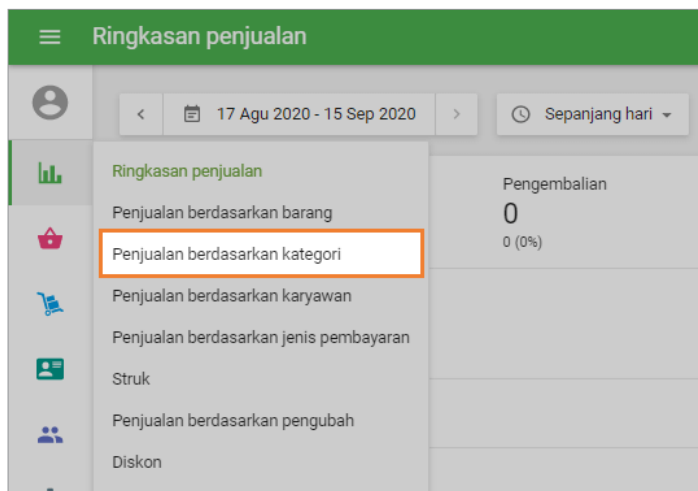 Ringkasan penjualan
17 Agu 2020 - 15 Sep 2020
Sepanjang hari
Ringkasan penjualan
Penjualan berdasarkan barang
Penjualan berdasarkan kategori
Penjualan berdasarkan karyawan
Penjualan berdasarkan jenis pembayaran
Struk
Penjualan berdasarkan pengubah
Diskon
Pengembalian
0
0 (0%)